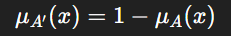 μ_{A'}(x) = 1 − μ_A(x)